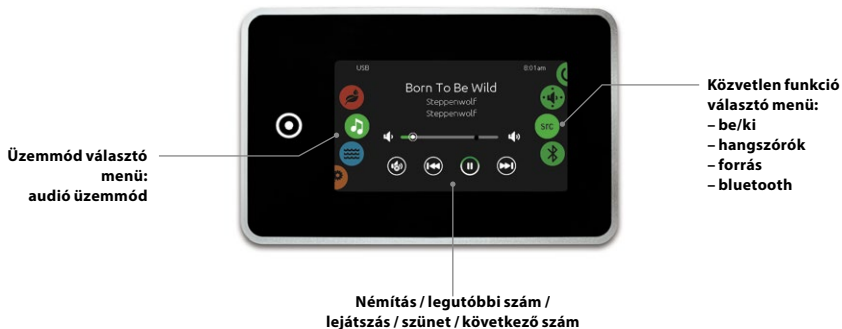 USB
8:01am
Born To Be Wild
Steppenwolf
Steppenwolf
src
Üzemmód választó
menü:
audió üzemmód
Közvetlen funkció
választó menü:
– be/ki
– hangszórók
– forrás
– bluetooth
Némítás / legutóbbi szám /
lejátszás / szünet / következő szám